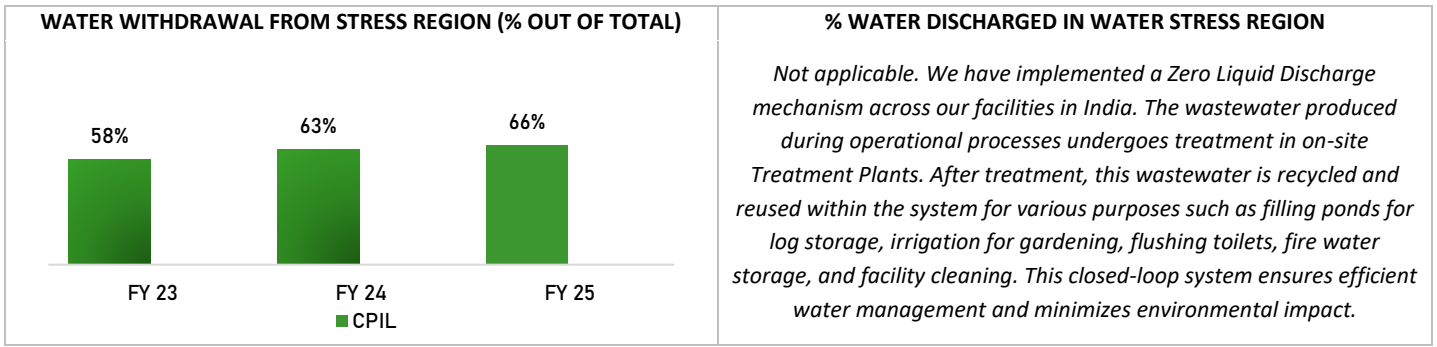 WATER WITHDRAWAL FROM STRESS REGION (% OUT OF TOTAL)
58%
63%
66%
FY 23
FY 24
FY 25
CPIL
% WATER DISCHARGED IN WATER STRESS REGION
Not applicable. We have implemented a Zero Liquid Discharge
mechanism across our facilities in India. The wastewater produced
during operational processes undergoes treatment in on-site
Treatment Plants. After treatment, this wastewater is recycled and
reused within the system for various purposes such as filling ponds for
log storage, irrigation for gardening, flushing toilets, fire water
storage, and facility cleaning. This closed-loop system ensures efficient
water management and minimizes environmental impact.